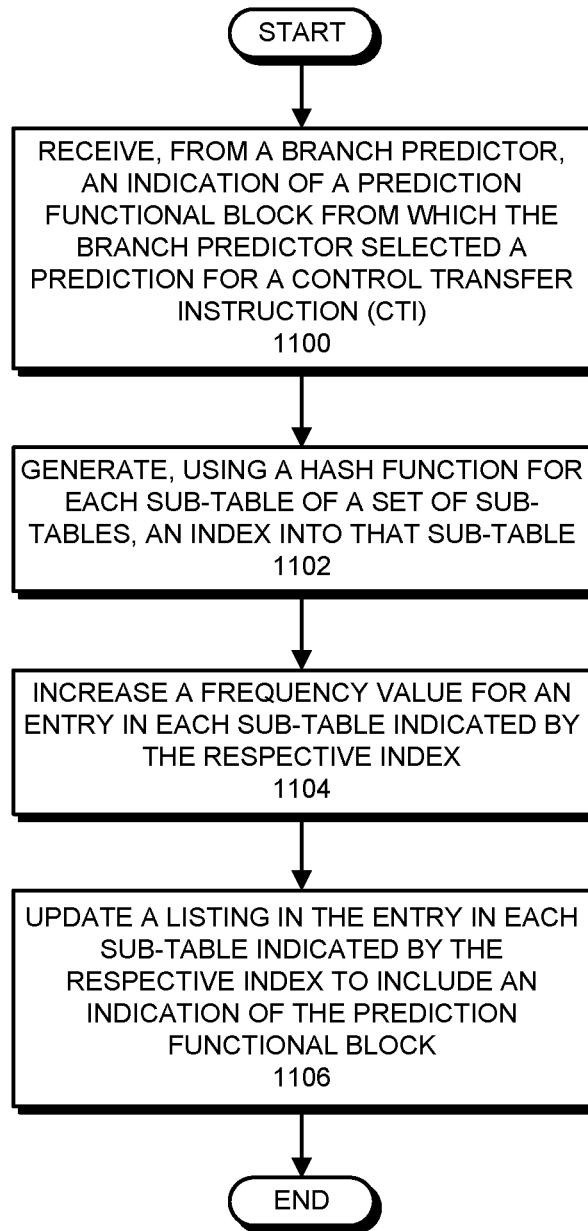 START
RECEIVE, FROM A BRANCH PREDICTOR,
AN INDICATION OF A PREDICTION
FUNCTIONAL BLOCK FROM WHICH THE
BRANCH PREDICTOR SELECTED A
PREDICTION FOR A CONTROL TRANSFER
INSTRUCTION (CTI)
1100
GENERATE, USING A HASH FUNCTION FOR
EACH SUB-TABLE OF A SET OF SUB-
TABLES, AN INDEX INTO THAT SUB-TABLE
1102
INCREASE A FREQUENCY VALUE FOR AN
ENTRY IN EACH SUB-TABLE INDICATED BY
THE RESPECTIVE INDEX
1104
UPDATE A LISTING IN THE ENTRY IN EACH
SUB-TABLE INDICATED BY THE
RESPECTIVE INDEX TO INCLUDE AN
INDICATION OF THE PREDICTION
FUNCTIONAL BLOCK
1106
END